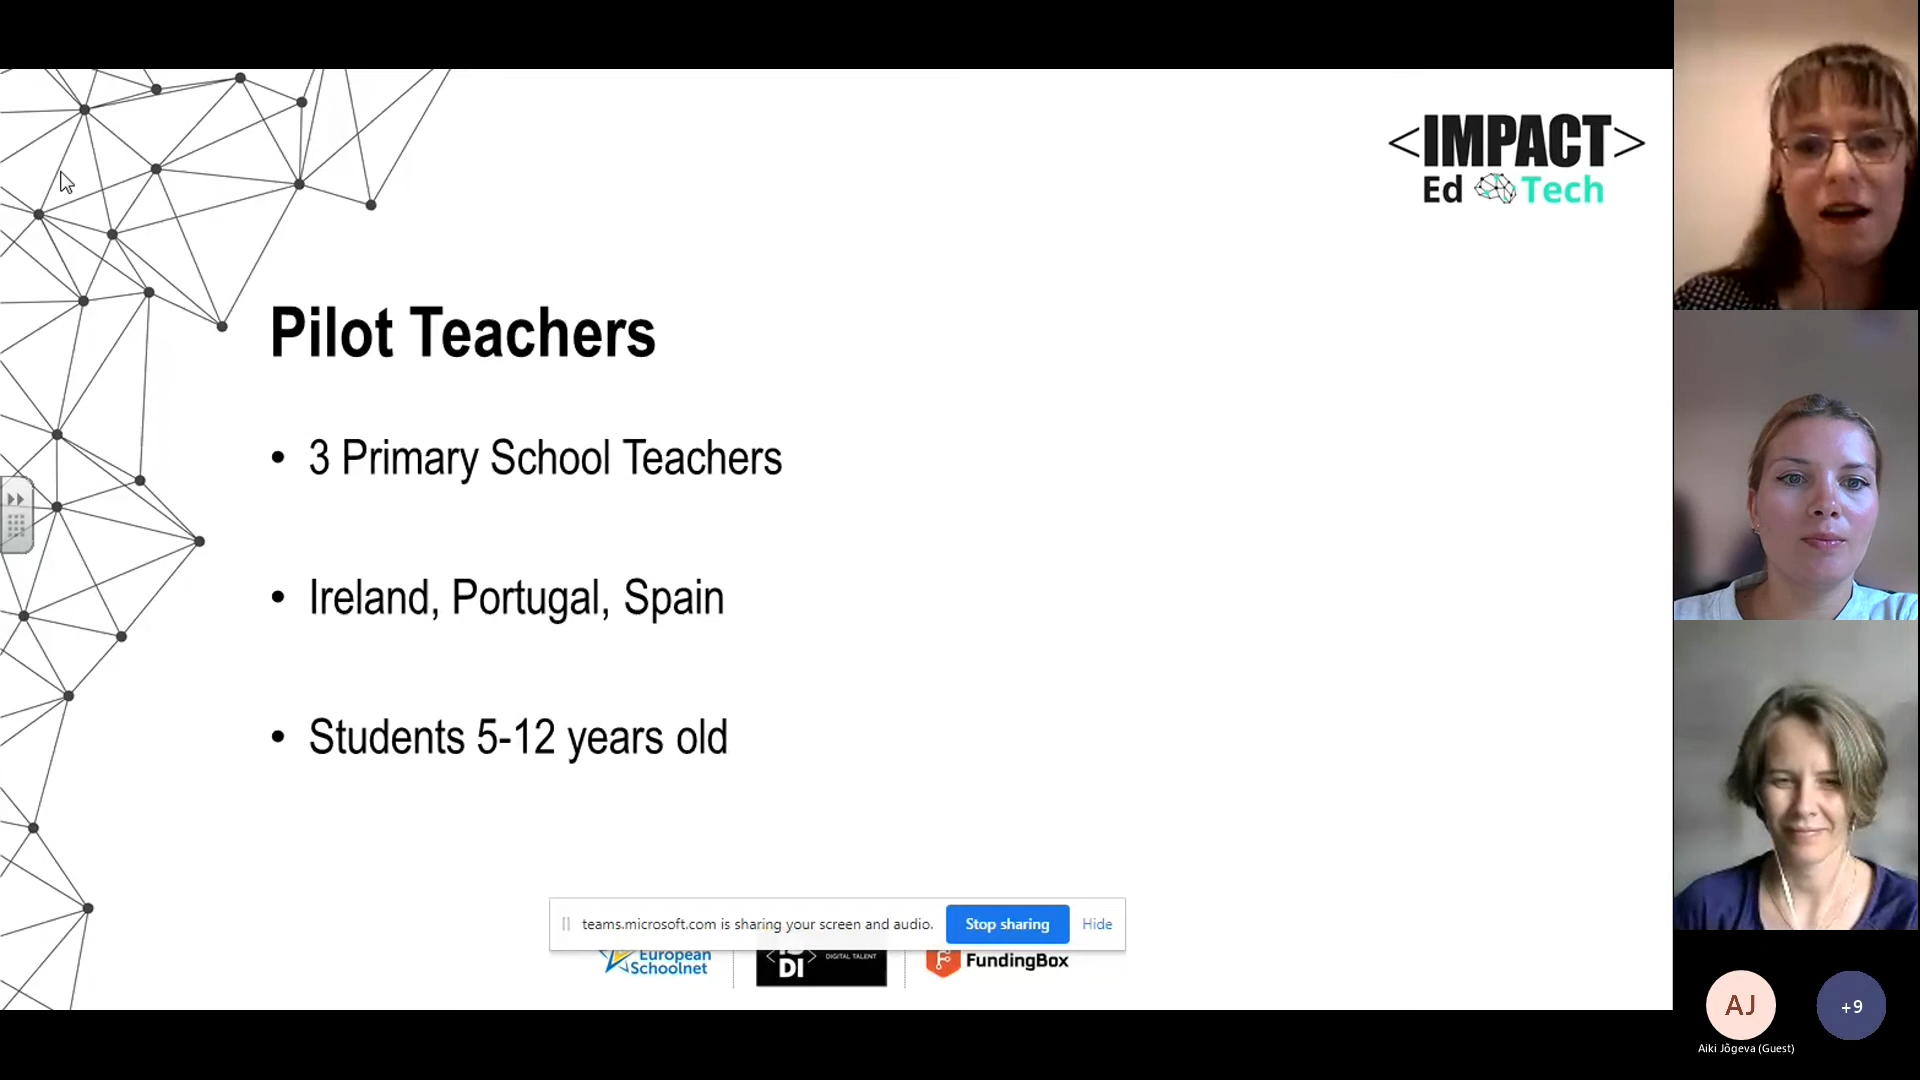 <IMPACT>
Ed Tech
Pilot Teachers
• 3 Primary School Teachers
• Ireland, Portugal, Spain
• Students 5-12 years old
teams.microsoft.com is sharing your screen and audio.
Stop sharing
Hide
European
Schoolnet
DI
DIGITAL TALENT
FundingBox
AJ
+9
Aiki Jõgeva (Guest)